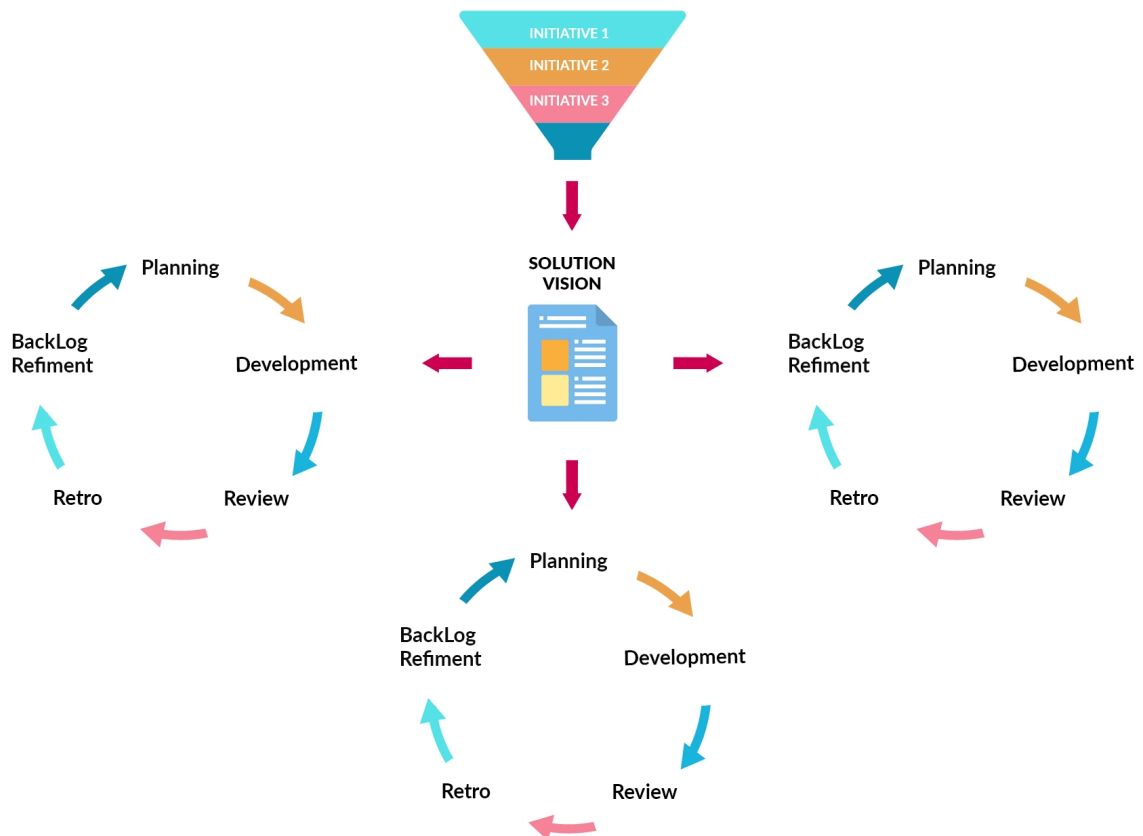 INITIATIVE 1
INITIATIVE 2
INITIATIVE 3
SOLUTION
VISION
Planning
Development
Review
Retro
BackLog
Refiment
Planning
Development
Review
Retro
BackLog
Refiment
Planning
Development
Review
Retro
BackLog
Refiment